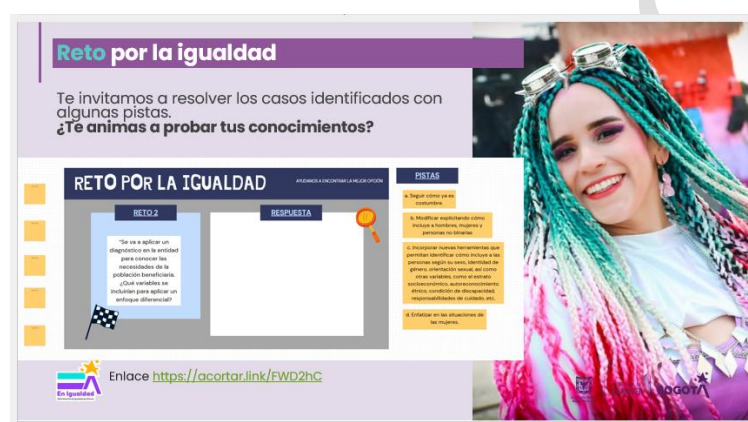 Reto por la igualdad
Te invitamos a resolver los casos identificados con
algunas pistas.
¿Te animas a probar tus conocimientos?
RETO POR LA IGUALDAD
AYUDANOS A ENCONTRAR LA MEJOR OPCIÓN
RETO 2
"Se va a aplicar un
diagnóstico en la entidad
para conocer las
necesidades de la
población beneficiaria.
¿Qué variables se
incluirían para aplicar un
enfoque diferencial?
RESPUESTA
PISTAS
a. Seguir cómo ya es
costumbre.
b. Modificar explicitando cómo
incluye a hombres, mujeres y
personas no binarias
c. Incorporar nuevas herramientas que
permitan identificar cómo incluye a las
personas según su sexo, identidad de
género, orientación sexual, así como
otras variables, como el estrato
socioeconómico, autoreconocimiento
étnico, condición de discapacidad,
responsabilidades de cuidado, etc.
d. Enfatizar en las situaciones de
las mujeres.
En Igualdad
Enlace https://acortar.link/FWD2hC
BOGOTÁ